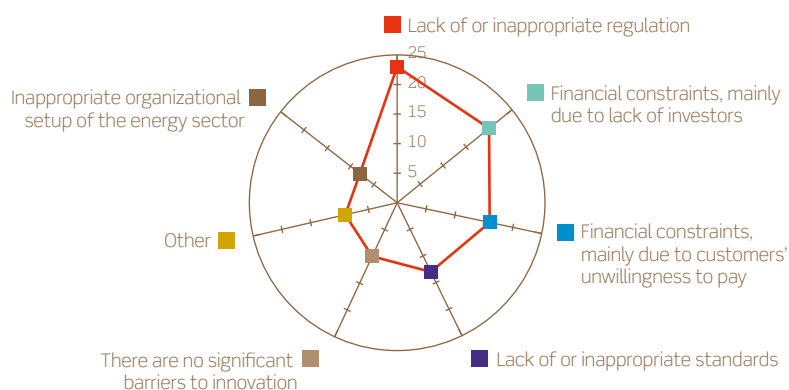 Lack of or inappropriate regulation
25
20
15
10
5
Financial constraints, mainly
due to lack of investors
Financial constraints,
mainly due to customers’
unwillingness to pay
Lack of or inappropriate standards
There are no significant
barriers to innovation
Other
Inappropriate organizational
setup of the energy sector